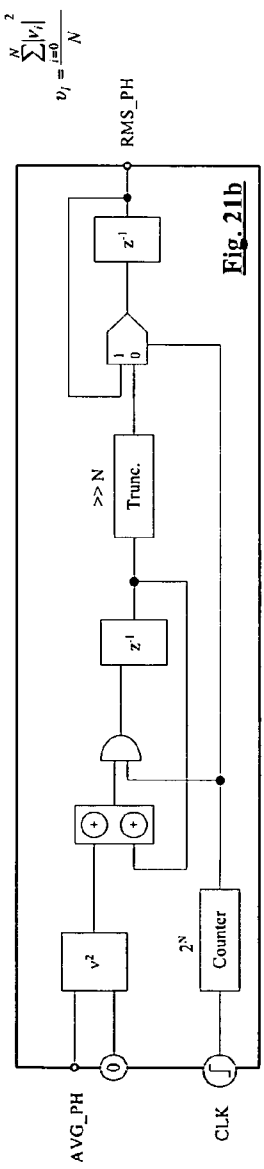 AVG_PH
0
CLK
v²
2ᴺ
Counter
+
+
z⁻¹
>> N
Trunc.
1
0
z⁻¹
RMS_PH
Fig. 21b
v_l = \frac{\sum_{i=0}^{N} |v_i|^2}{N}